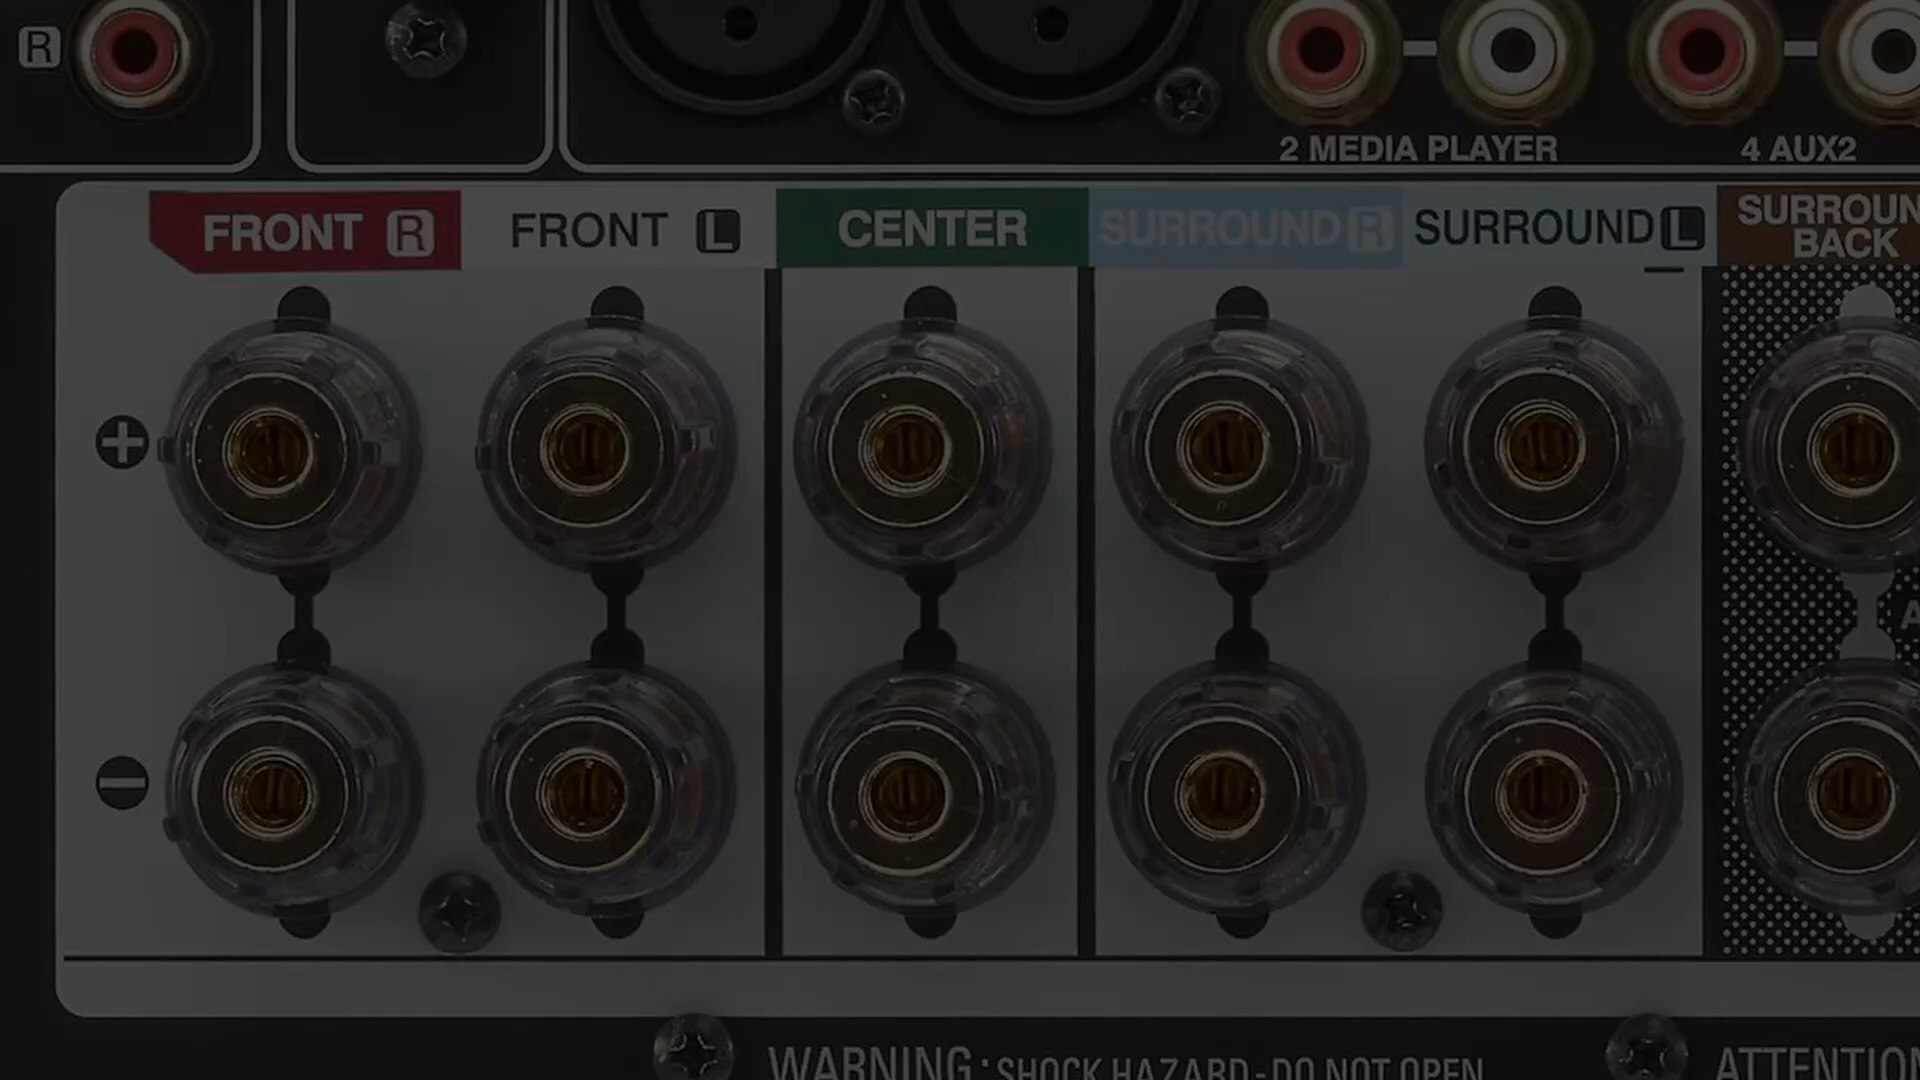 R
2 MEDIA PLAYER
4 AUX2
FRONT R
FRONT L
CENTER
SURROUND R
SURROUND L
SURROUN
BACK
+
A
−
WARNING: SHOCK HAZARD-DO NOT OPEN
ATTENTION